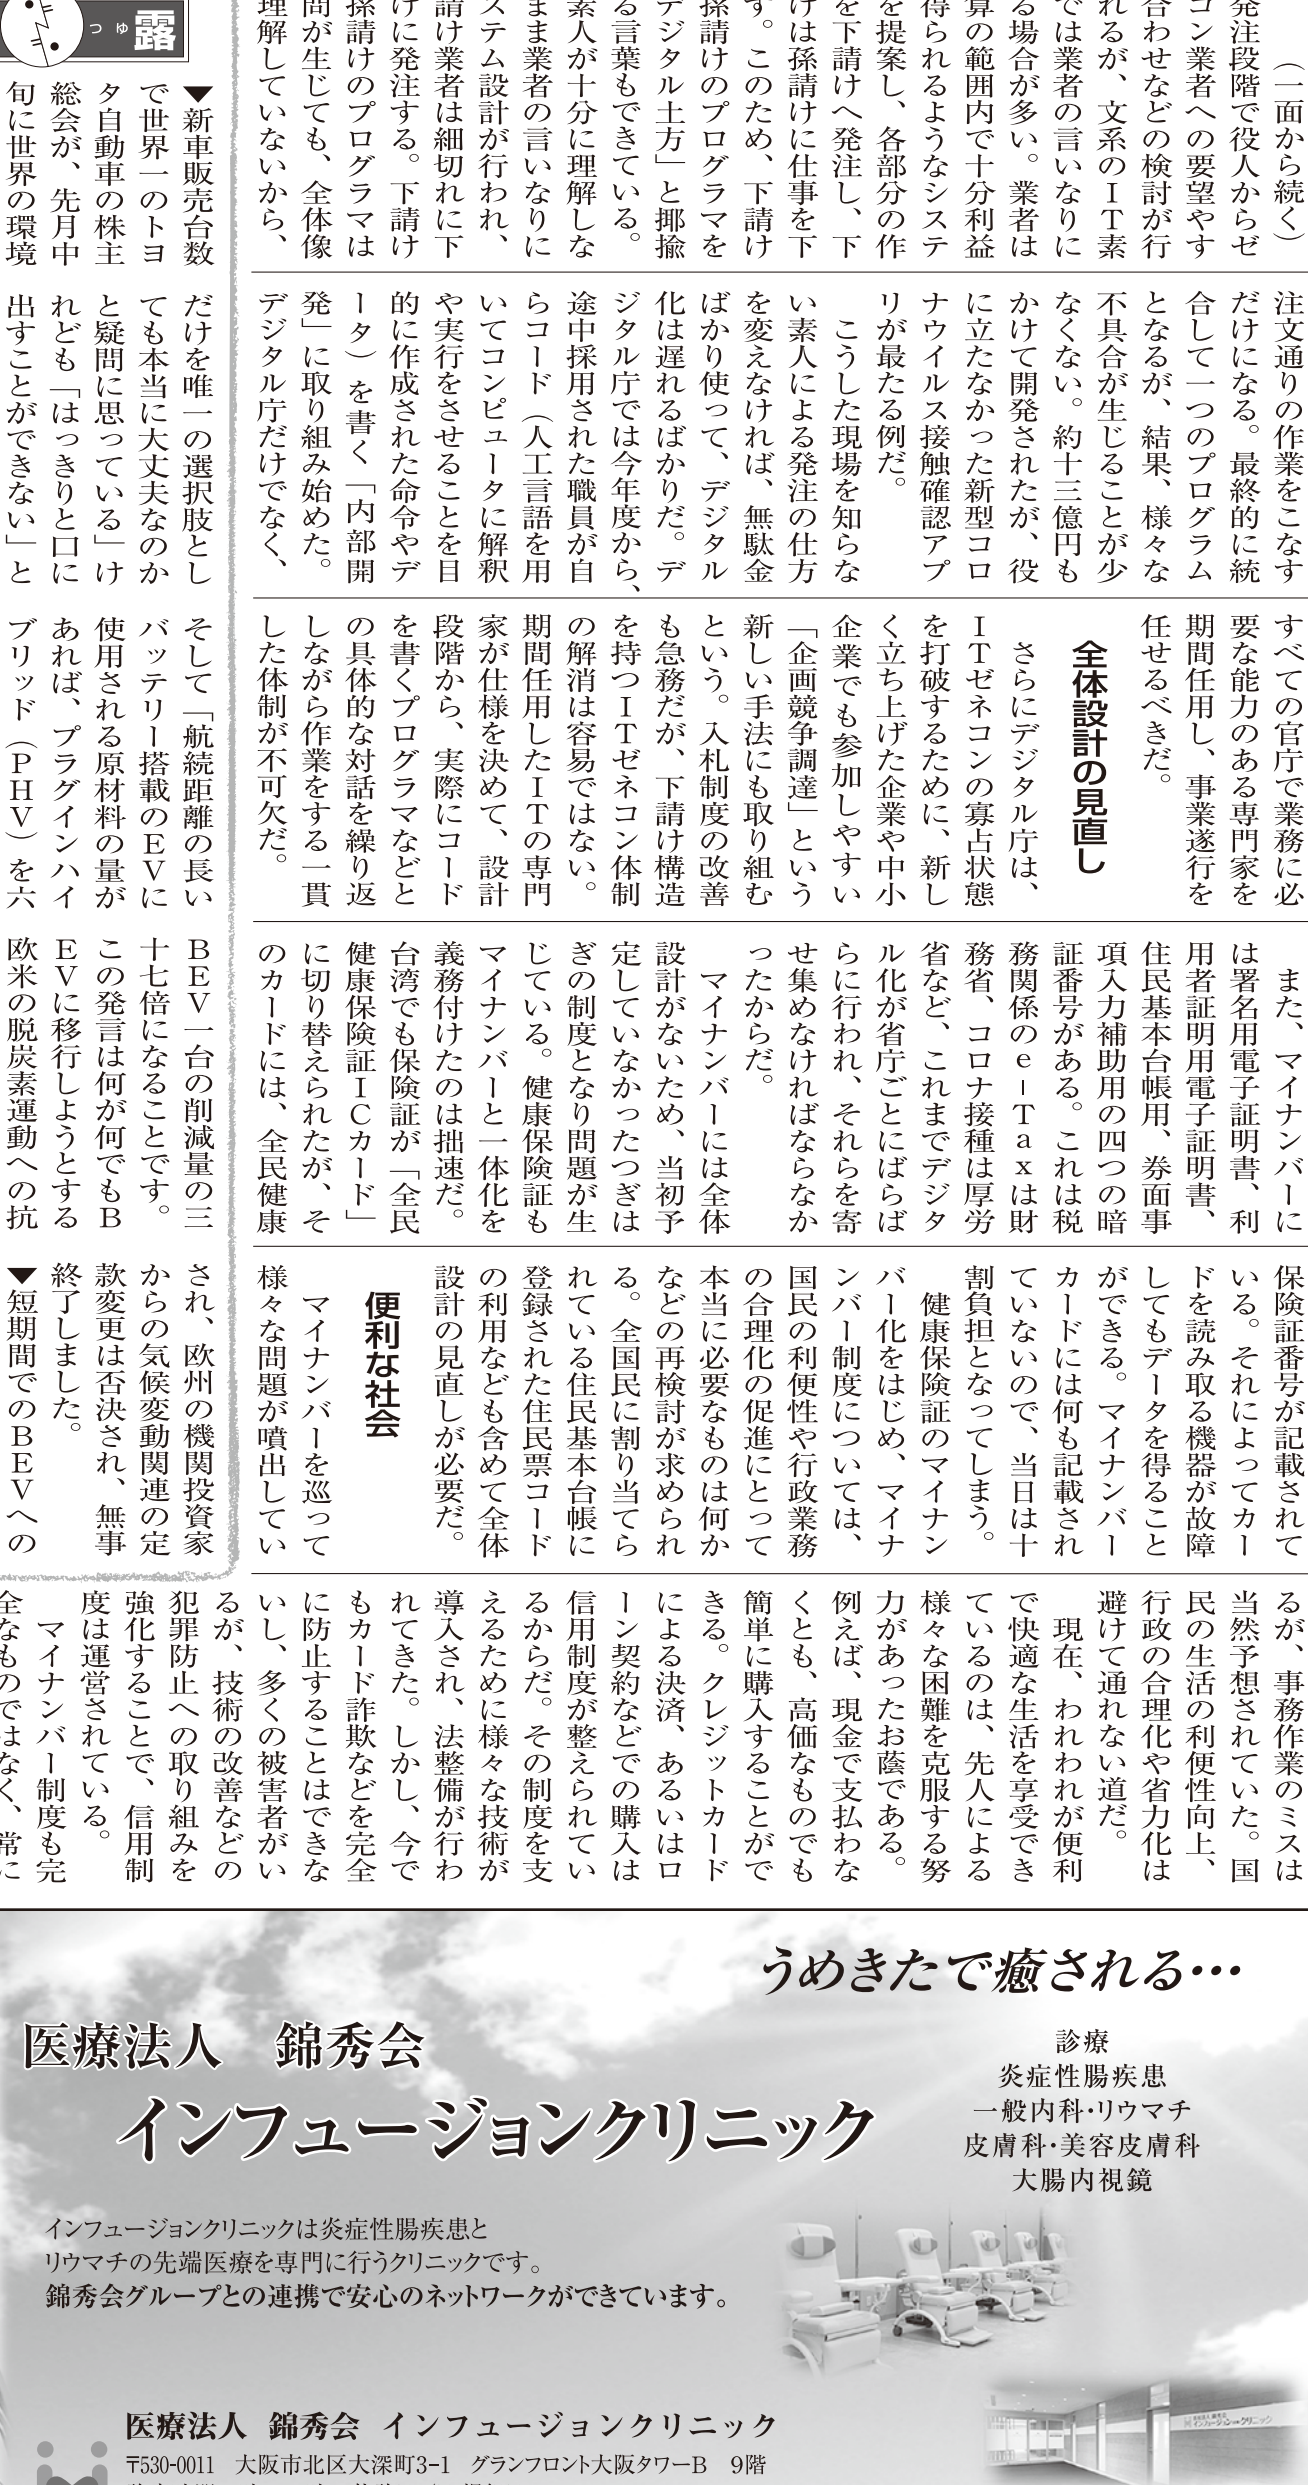 （一面から続く）
発注段階で役人からゼ
コン業者への要望やす
合わせなどの検討が行
れるが、文系のＩＴ素
では業者の言いなりに
る場合が多い。業者は
算の範囲内で十分利益
得られるようなシステ
を提案し、各部分の作
を下請けへ発注し、下
けは孫請けに仕事を下
す。このため、下請け
孫請けのプログラマを
デジタル土方」と揶揄
る言葉もできている。
素人が十分に理解しな
まま業者の言いなりに
ステム設計が行われ、
請け業者は細切れに下
けに発注する。下請け
孫請けのプログラマは
問が生じても、全体像
理解していないから、
注文通りの作業をこなす
だけになる。最終的に統
合して一つのプログラム
となるが、結果、様々な
不具合が生じることが少
なくない。約十三億円も
かけて開発されたが、役
に立たなかった新型コロ
ナウイルス接触確認アプ
リが最たる例だ。
こうした現場を知らな
い素人による発注の仕方
を変えなければ、無駄金
ばかり使って、デジタル
化は遅れるばかりだ。デ
ジタル庁では今年度から、
途中採用された職員が自
らコード（人工言語を用
いてコンピュータに解釈
や実行をさせることを目
的に作成された命令やデ
ータ）を書く「内部開
発」に取り組み始めた。
デジタル庁だけでなく、
すべての官庁で業務に必
要な能力のある専門家を
期間任用し、事業遂行を
任せるべきだ。
全体設計の見直し
さらにデジタル庁は、
ＩＴゼネコンの寡占状態
を打破するために、新し
く立ち上げた企業や中小
企業でも参加しやすい
「企画競争調達」という
新しい手法にも取り組む
という。入札制度の改善
も急務だが、下請け構造
を持つＩＴゼネコン体制
の解消は容易ではない。
期間任用したＩＴの専門
家が仕様を決めて、設計
段階から、実際にコード
を書くプログラマなどと
の具体的な対話を繰り返
しながら作業をする一貫
した体制が不可欠だ。
また、マイナンバーに
は署名用電子証明書、利
用者証明用電子証明書、
住民基本台帳用、券面事
項入力補助用の四つの暗
証番号がある。これは税
務関係のｅ−Ｔａｘは財
務省、コロナ接種は厚労
省など、これまでデジタ
ル化が省庁ごとにばらば
らに行われ、それらを寄
せ集めなければならなか
ったからだ。
マイナンバーには全体
設計がないため、当初予
定していなかったつぎは
ぎの制度となり問題が生
じている。健康保険証も
マイナンバーと一体化を
義務付けたのは拙速だ。
台湾でも保険証が「全民
健康保険証ＩＣカード」
に切り替えられたが、そ
のカードには、全民健康
保険証番号が記載されて
いる。それによってカー
ドを読み取る機器が故障
してもデータを得ること
ができる。マイナンバー
カードには何も記載され
ていないので、当日は十
割負担となってしまう。
健康保険証のマイナン
バー化をはじめ、マイナ
ンバー制度については、
国民の利便性や行政業務
の合理化の促進にとって
本当に必要なものは何か
などの再検討が求められ
る。全国民に割り当てら
れている住民基本台帳に
登録された住民票コード
の利用なども含めて全体
設計の見直しが必要だ。
便利な社会
マイナンバーを巡って
様々な問題が噴出してい
るが、事務作業のミスは
当然予想されていた。国
民の生活の利便性向上、
行政の合理化や省力化は
避けて通れない道だ。
現在、われわれが便利
で快適な生活を享受でき
ているのは、先人による
様々な困難を克服する努
力があったお蔭である。
例えば、現金で支払わな
くとも、高価なものでも
簡単に購入することがで
きる。クレジットカード
による決済、あるいはロ
ーン契約などでの購入は
信用制度が整えられてい
るからだ。その制度を支
えるために様々な技術が
導入され、法整備が行わ
れてきた。しかし、今で
もカード詐欺などを完全
に防止することはできな
いし、多くの被害者がい
るが、技術の改善などの
犯罪防止への取り組みを
強化することで、信用制
度は運営されている。
マイナンバー制度も完
全なものではなく、常に
露
つゆ
▼新車販売台数
で世界一のトヨ
タ自動車の株主
総会が、先月中
旬に世界の環境
だけを唯一の選択肢とし
ても本当に大丈夫なのか
と疑問に思っている」け
れども「はっきりと口に
出すことができない」と
そして「航続距離の長い
バッテリー搭載のＥＶに
使用される原材料の量が
あれば、プラグインハイ
ブリッド（ＰＨＶ）を六
ＢＥＶ一台の削減量の三
十七倍になることです。
この発言は何が何でもＢ
ＥＶに移行しようとする
欧米の脱炭素運動への抗
され、欧州の機関投資家
からの気候変動関連の定
款変更は否決され、無事
終了しました。
▼短期間でのＢＥＶへの
うめきたで癒される…
医療法人　錦秀会
インフュージョンクリニック
診療
炎症性腸疾患
一般内科・リウマチ
皮膚科・美容皮膚科
大腸内視鏡
インフュージョンクリニックは炎症性腸疾患と
リウマチの先端医療を専門に行うクリニックです。
錦秀会グループとの連携で安心のネットワークができています。
医療法人　錦秀会　インフュージョンクリニック
〒530-0011　大阪市北区大深町3-1　グランフロント大阪タワーB　9階